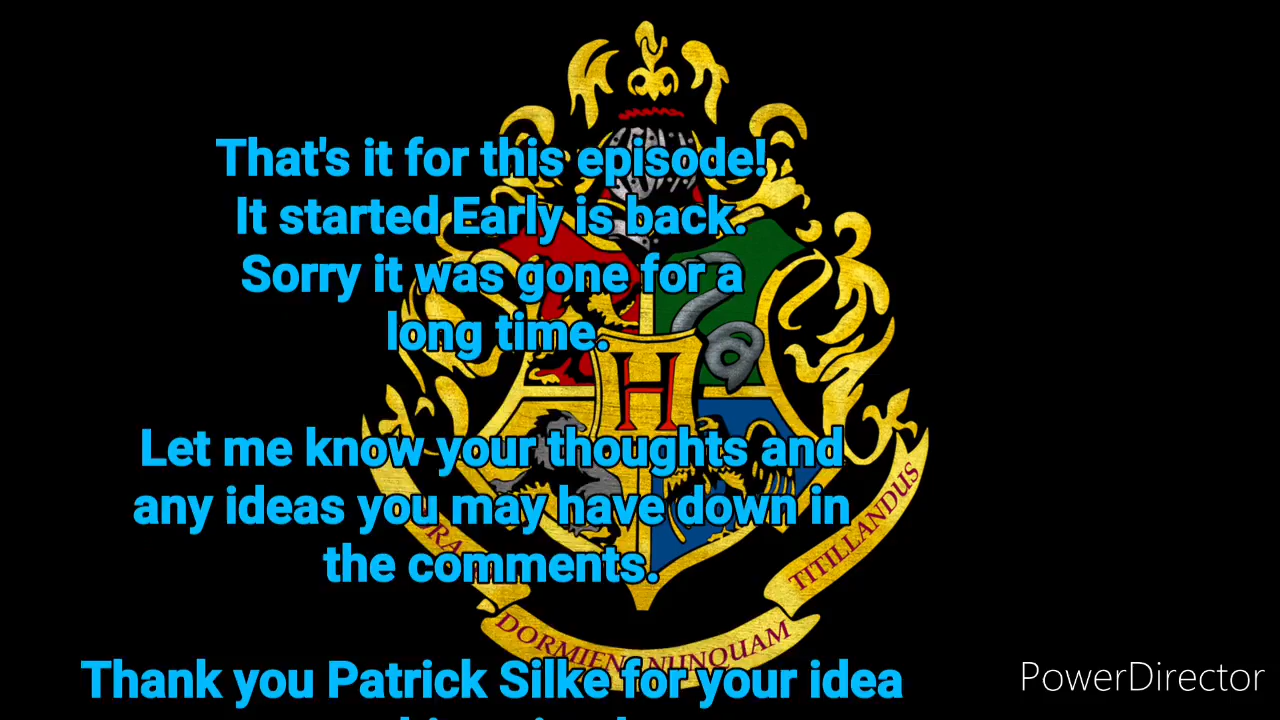 That's it for this episode!
It started Early is back.
Sorry it was gone for a
long time.
Let me know your thoughts and
any ideas you may have down in
the comments.
Thank you Patrick Silke for your idea
H
TITILLANDUS
NUNQUAM
PowerDirector